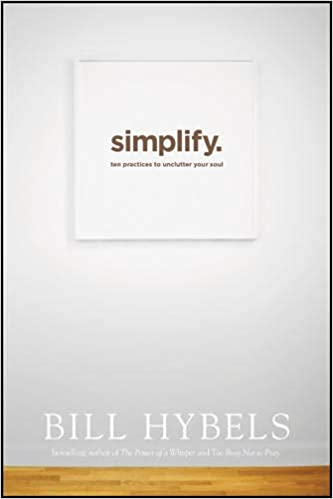 simplify.
ten practices to unclutter your soul
BILL HYBELS
bestselling author of The Power of a Whisper and Too Busy Not to Pray